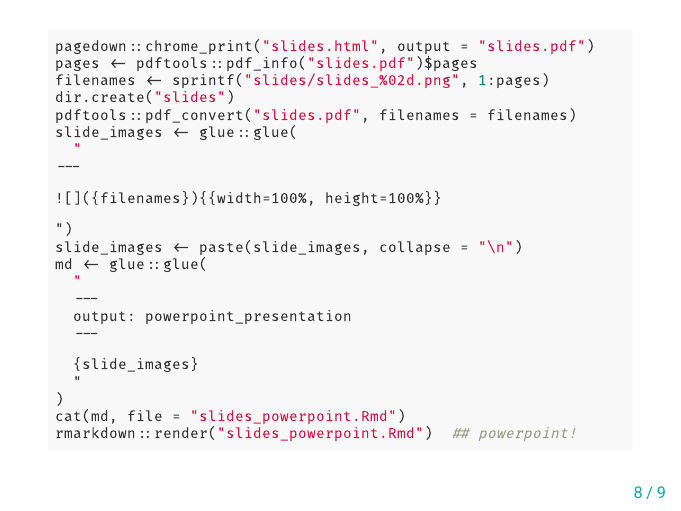 pagedown::chrome_print("slides.html", output = "slides.pdf")
pages <- pdftools::pdf_info("slides.pdf")$pages
filenames <- sprintf("slides/slides_%02d.png", 1:pages)
dir.create("slides")
pdftools::pdf_convert("slides.pdf", filenames = filenames)
slide_images <- glue::glue(
  "
---

![]({filenames}){{width=100%, height=100%}}

")
slide_images <- paste(slide_images, collapse = "\n")
md <- glue::glue(
  "
  ---
  output: powerpoint_presentation
  ---

  {slide_images}
  "
)
cat(md, file = "slides_powerpoint.Rmd")
rmarkdown::render("slides_powerpoint.Rmd")  ## powerpoint!
8 / 9